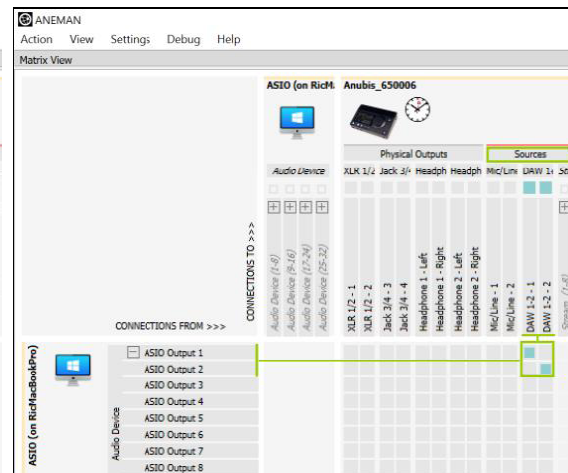 ANEMAN
Action View Settings Debug Help
Matrix View
ASIO (on RicM Anubis_650006
Physical Outputs Sources
Audio Device XLR 1/2 Jack 3/4 Headph Headph Mic/Line DAW 1-
CONNECTIONS TO >>>
Audio Device (1-8)
Audio Device (9-16)
Audio Device (17-24)
Audio Device (25-32)
XLR 1/2 - 1
XLR 1/2 - 2
Jack 3/4 - 3
Jack 3/4 - 4
Headphone 1 - Left
Headphone 1 - Right
Headphone 2 - Left
Headphone 2 - Right
Mic/Line - 1
Mic/Line - 2
DAW 1-2 - 1
DAW 1-2 - 2
Stream (1-8)
CONNECTIONS FROM >>>
ASIO (on RicMacBookPro)
Audio Device
ASIO Output 1
ASIO Output 2
ASIO Output 3
ASIO Output 4
ASIO Output 5
ASIO Output 6
ASIO Output 7
ASIO Output 8